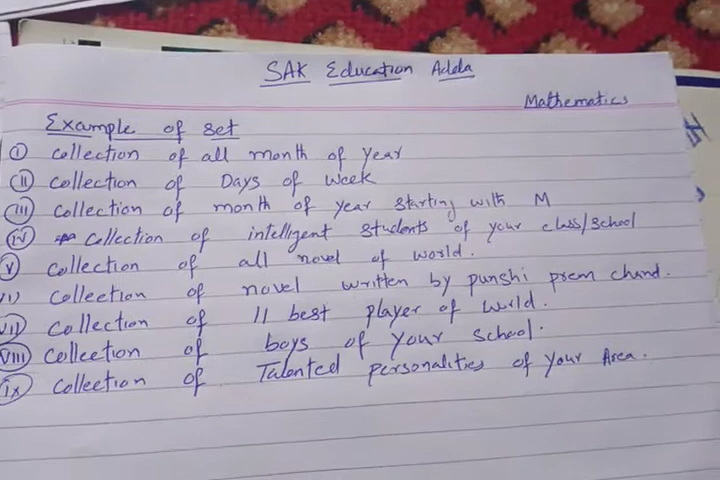 SAK Education Adda
Mathematics
Example of set
(i) collection of all month of year
(ii) collection of Days of week
(iii) collection of month of year starting with M
(iv) Collection of intelligent students of your class/school
(v) collection of all novel of world.
vi) collection of novel written by punshi prem chand.
(vii) collection of 11 best player of world.
(viii) collection of boys of your school.
(ix) collection of Talented personalities of your Area.